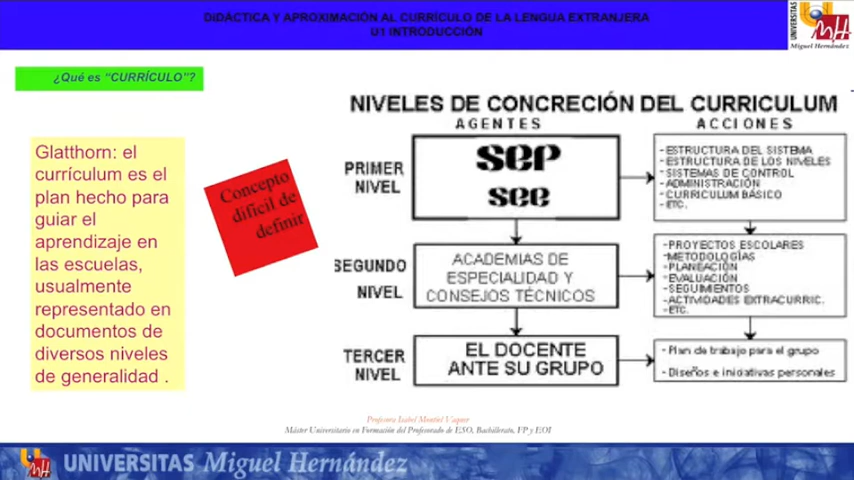 DIDÁCTICA Y APROXIMACIÓN AL CURRÍCULO DE LA LENGUA EXTRANJERA
U1 INTRODUCCIÓN
UNIVERSITAS
Miguel Hernández
¿Qué es “CURRÍCULO”?
Glatthorn: el
currículum es el
plan hecho para
guiar el
aprendizaje en
las escuelas,
usualmente
representado en
documentos de
diversos niveles
de generalidad .
Concepto
difícil de
definir
NIVELES DE CONCRECIÓN DEL CURRICULUM
AGENTES
ACCIONES
PRIMER
NIVEL
SEP
SEE
- ESTRUCTURA DEL SISTEMA
- ESTRUCTURA DE LOS NIVELES
- SISTEMAS DE CONTROL
- ADMINISTRACIÓN
- CURRICULUM BÁSICO
- ETC.
SEGUNDO
NIVEL
ACADEMIAS DE
ESPECIALIDAD Y
CONSEJOS TÉCNICOS
- PROYECTOS ESCOLARES
- METODOLOGÍAS
- PLANEACIÓN
- EVALUACIÓN
- SEGUIMIENTOS
- ACTIVIDADES EXTRACURRIC.
- ETC.
TERCER
NIVEL
EL DOCENTE
ANTE SU GRUPO
- Plan de trabajo para el grupo
- Diseños e iniciativas personales
Profesora Isabel Montiel Vaquer
Máster Universitario en Formación del Profesorado de ESO, Bachillerato, FP y EOI
UNIVERSITAS Miguel Hernández